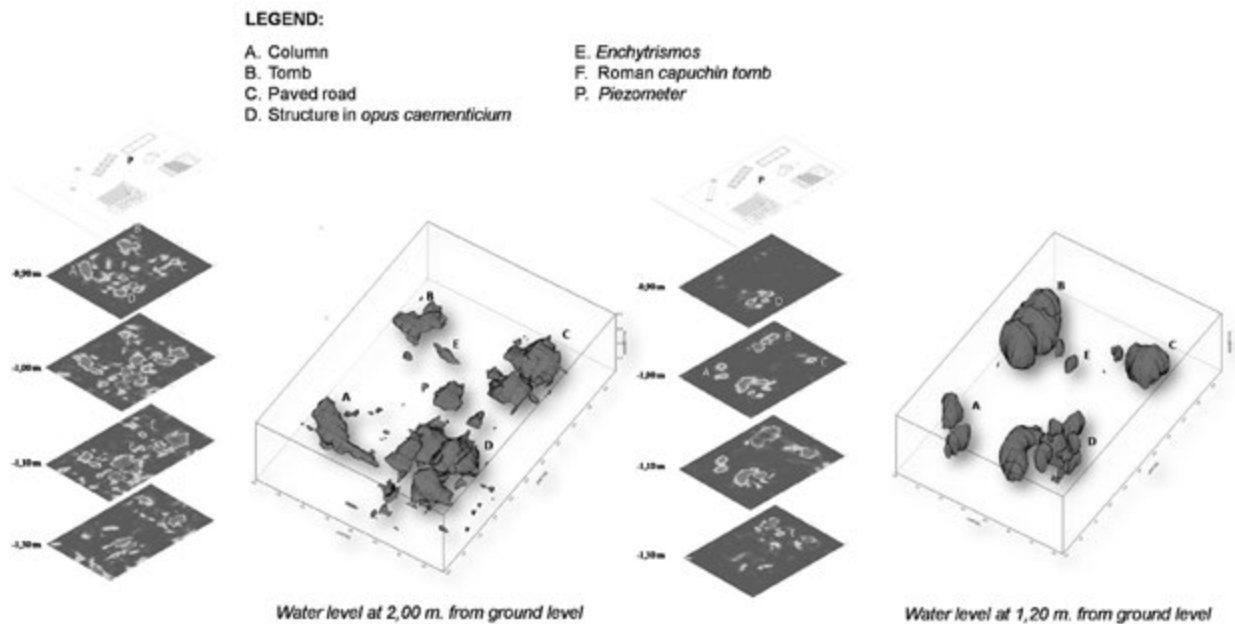 LEGEND:
A. Column
B. Tomb
C. Paved road
D. Structure in opus caementicium
E. Enchytrismos
F. Roman capuchin tomb
P. Piezometer
P
B
A
D
-0,90 m
-1,00 m
-1,10 m
-1,30 m
B
E
C
P
A
D
Water level at 2,00 m. from ground level
P
D
-0,90 m
B
C
A
-1,00 m
-1,10 m
-1,30 m
B
E
C
A
D
Water level at 1,20 m. from ground level